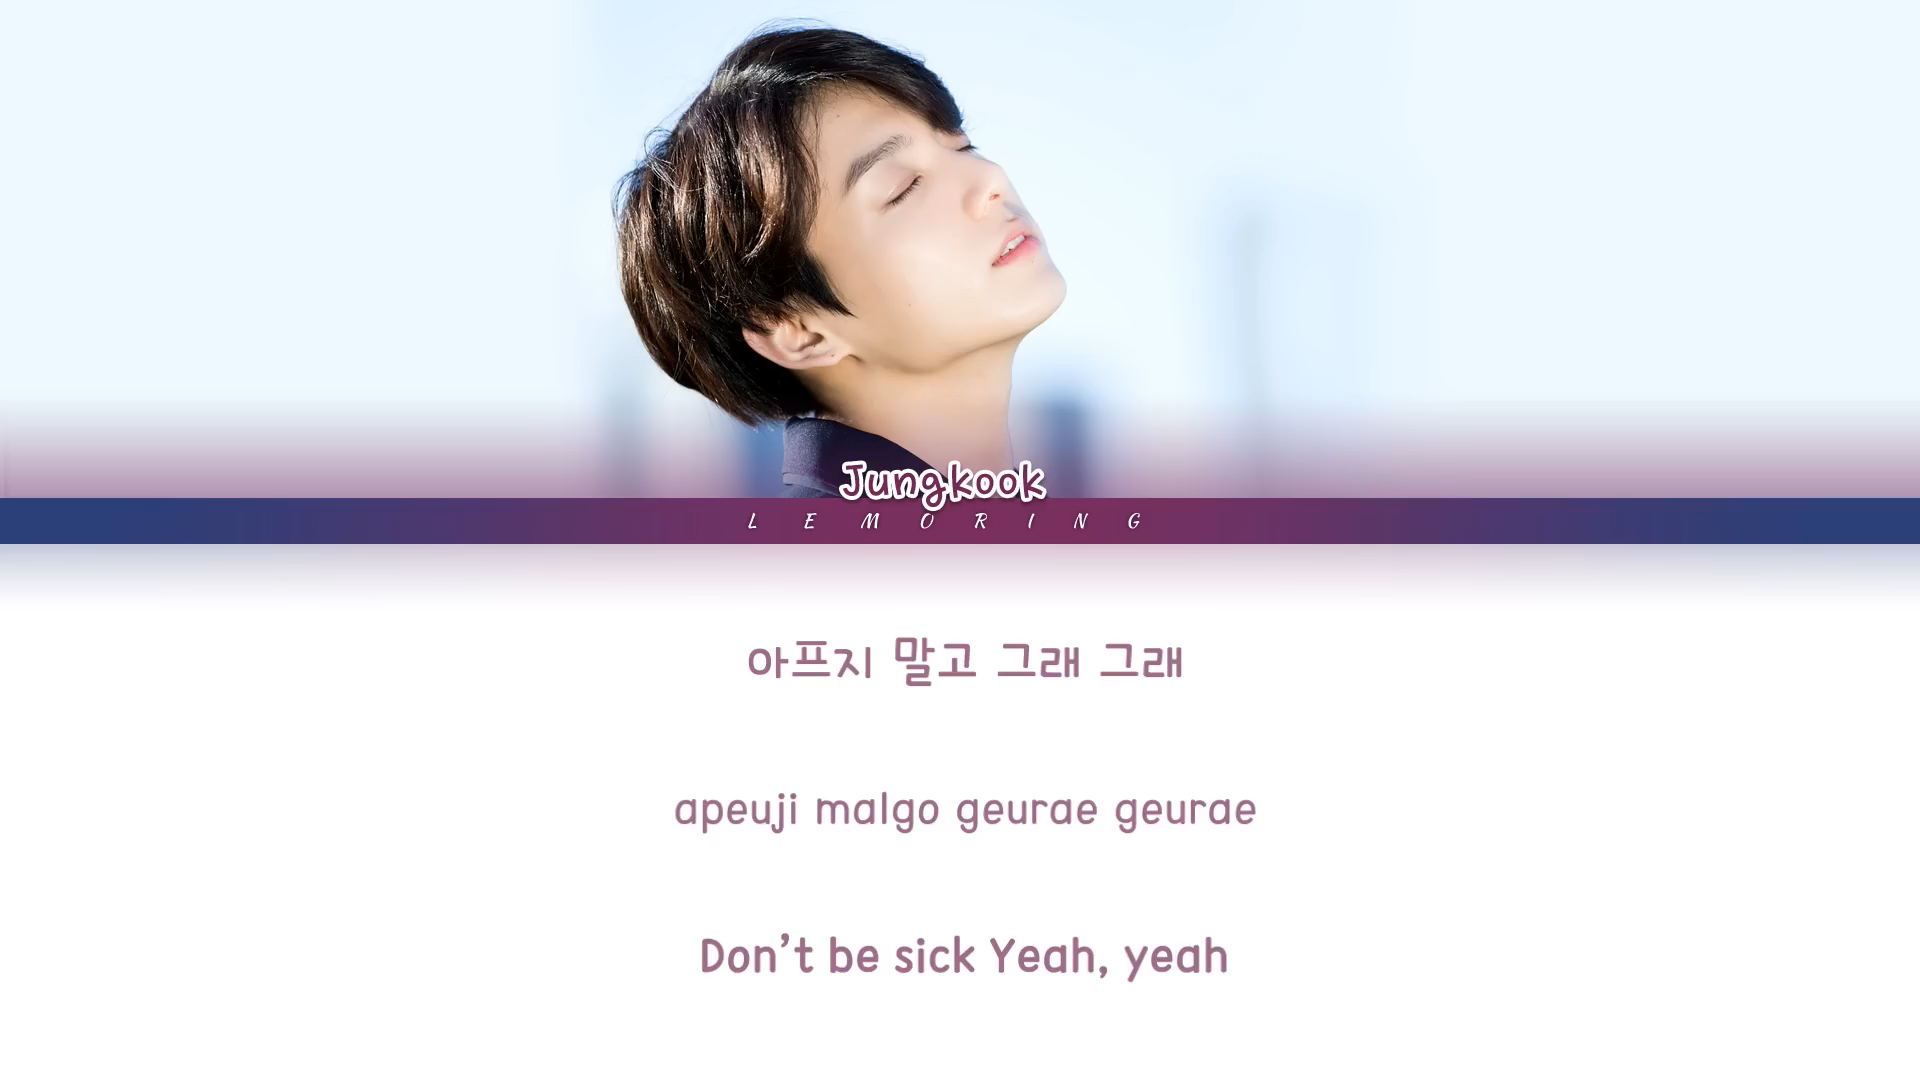 Jungkook
LEMORING
아프지 말고 그래 그래
apeuji malgo geurae geurae
Don’t be sick Yeah, yeah